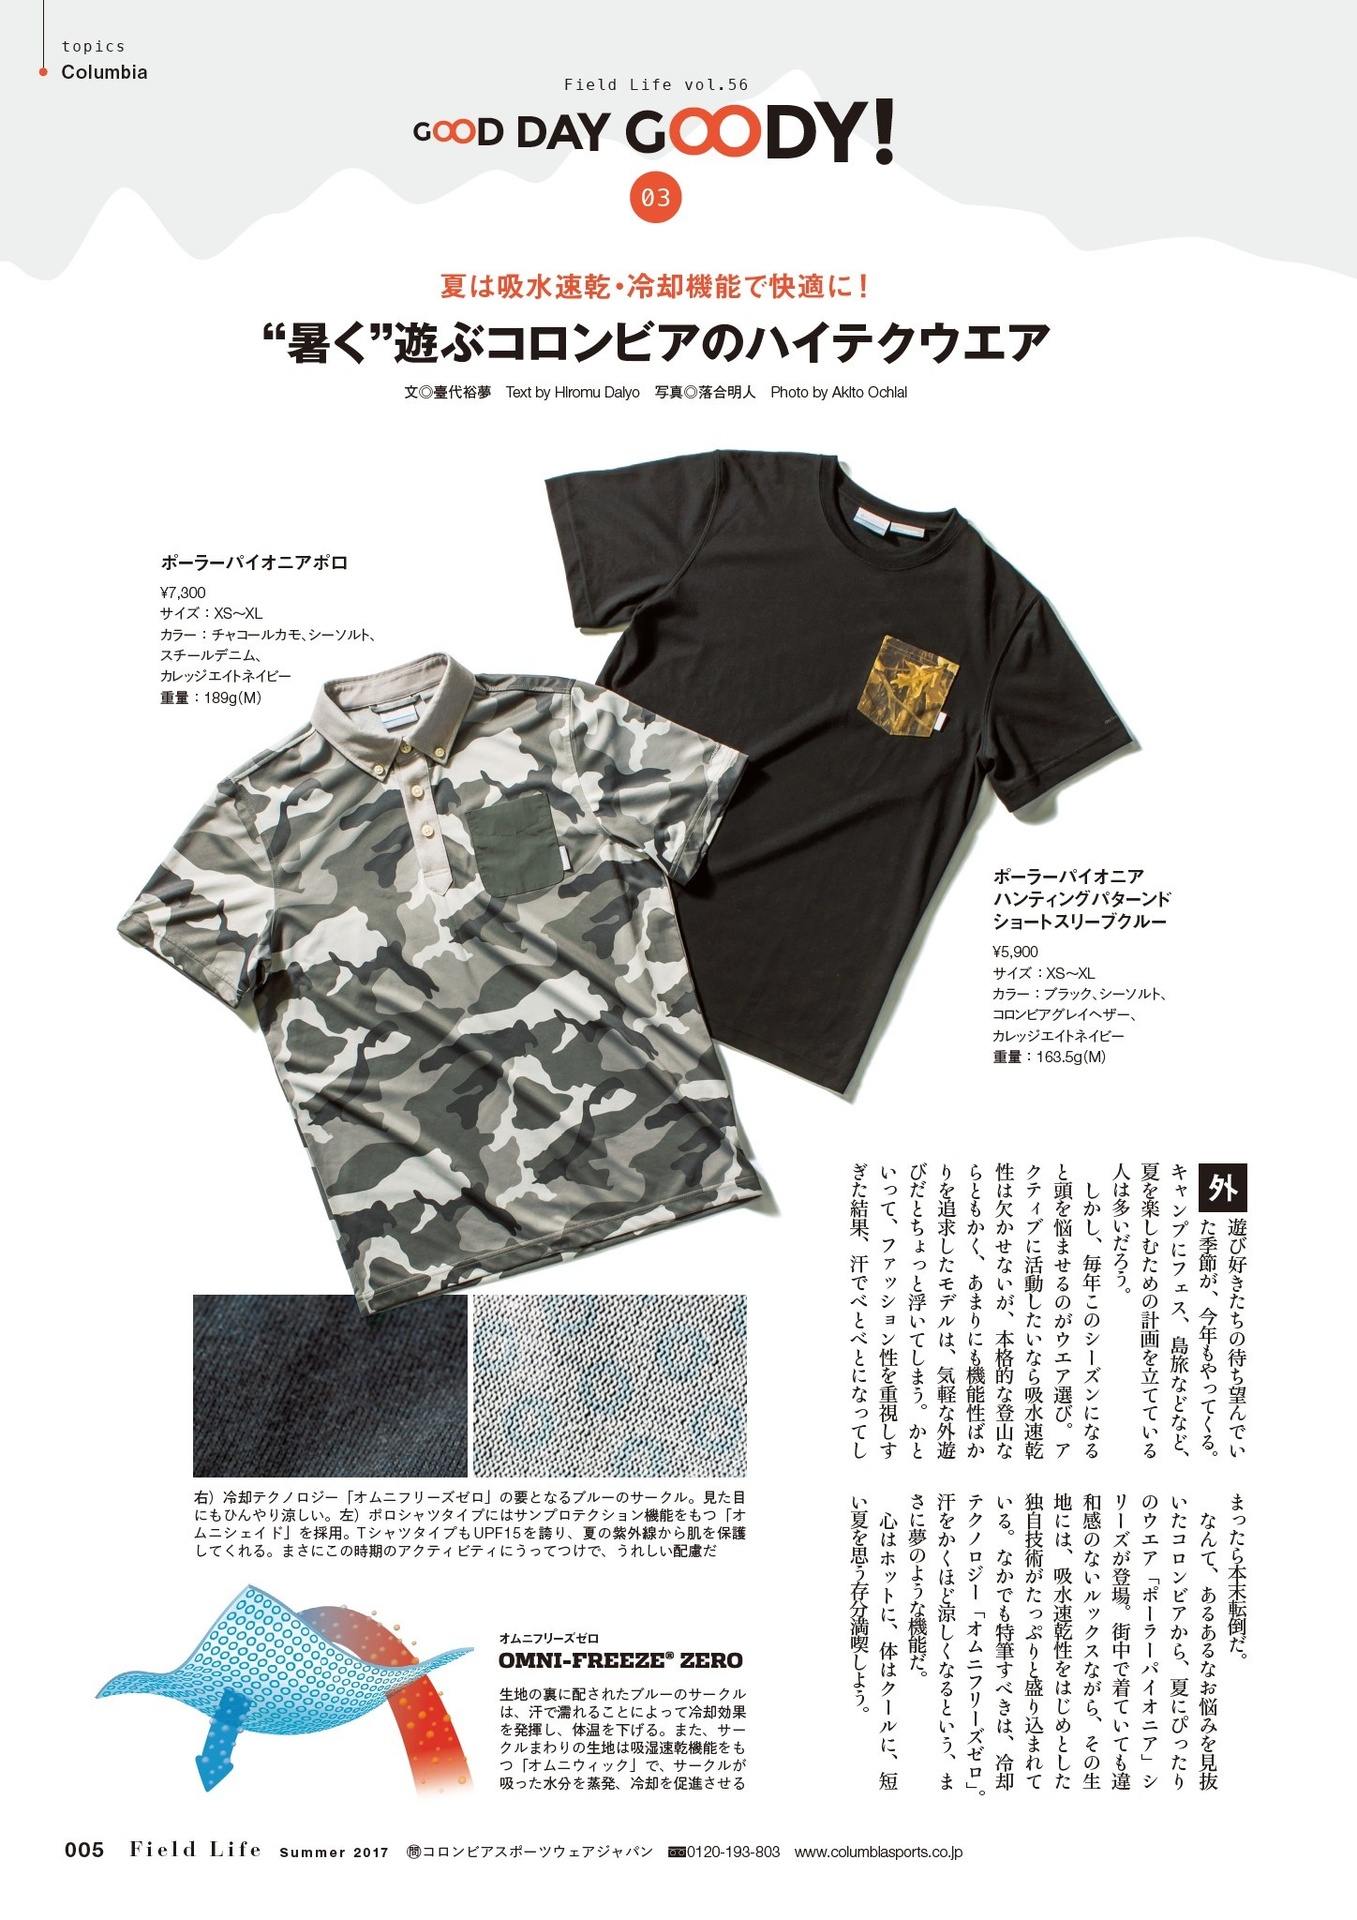 topics
Columbia
Field Life vol.56
GOOD DAY GOODY!
03
夏は吸水速乾・冷却機能で快適に！
“暑く”遊ぶコロンビアのハイテクウエア
文◎臺代裕夢　Text by Hiromu Daiyo　写真◎落合明人　Photo by Akito Ochiai
ポーラーパイオニアポロ
¥7,300
サイズ：XS〜XL
カラー：チャコールカモ、シーソルト、
スチールデニム、
カレッジエイトネイビー
重量：189g(M)
ポーラーパイオニア
ハンティングパターンド
ショートスリーブクルー
¥5,900
サイズ：XS〜XL
カラー：ブラック、シーソルト、
コロンビアグレイヘザー、
カレッジエイトネイビー
重量：163.5g(M)
外遊び好きたちの待ち望んでい
た季節が、今年もやってくる。
キャンプにフェス、島旅などなど、
夏を楽しむための計画を立てている
人は多いだろう。
しかし、毎年このシーズンになる
と頭を悩ませるのがウエア選び。ア
クティブに活動したいなら吸水速乾
性は欠かせないが、本格的な登山な
らともかく、あまりにも機能性ばか
りを追求したモデルは、気軽な外遊
びだとちょっと浮いてしまう。かと
いって、ファッション性を重視しす
ぎた結果、汗でべとべとになってし
まったら本末転倒だ。
なんて、あるあるなお悩みを見抜
いたコロンビアから、夏にぴったり
のウエア「ポーラーパイオニア」シ
リーズが登場。街中で着ていても違
和感のないルックスながら、その生
地には、吸水速乾性をはじめとした
独自技術がたっぷりと盛り込まれて
いる。なかでも特筆すべきは、冷却
テクノロジー「オムニフリーズゼロ」。
汗をかくほど涼しくなるという、ま
さに夢のような機能だ。
心はホットに、体はクールに、短
い夏を思う存分満喫しよう。
右）冷却テクノロジー「オムニフリーズゼロ」の要となるブルーのサークル。見た目
にもひんやり涼しい。左）ポロシャツタイプにはサンプロテクション機能をもつ「オ
ムニシェイド」を採用。TシャツタイプもUPF15を誇り、夏の紫外線から肌を保護
してくれる。まさにこの時期のアクティビティにうってつけで、うれしい配慮だ
オムニフリーズゼロ
OMNI-FREEZE® ZERO
生地の裏に配されたブルーのサークル
は、汗で濡れることによって冷却効果
を発揮し、体温を下げる。また、サー
クルまわりの生地は吸湿速乾機能をも
つ「オムニウィック」で、サークルが
吸った水分を蒸発、冷却を促進させる
005 Field Life Summer 2017 ㉄コロンビアスポーツウェアジャパン 0120-193-803 www.columbiasports.co.jp